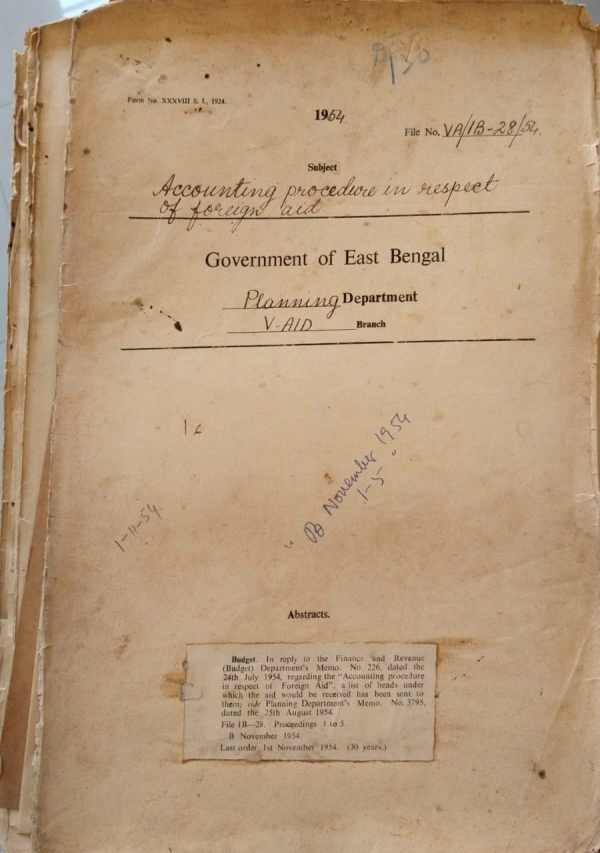 Form No. XXXVIII S. I., 1924.
1954
File No. VA/1B-28/54.
Subject
Accounting procedure in respect
of foreign aid
Government of East Bengal
Planning Department
V-AID Branch
"B November 1954
1-5"
1-11-54
Abstracts.
Budget. In reply to the Finance and Revenue
(Budget) Department's Memo. No. 226, dated the
24th July 1954, regarding the "Accounting procedure
in respect of Foreign Aid", a list of heads under
which the aid would be received has been sent to
them; vide Planning Department's Memo. No. 3795,
dated the 25th August 1954.
File 1B—28. Proceedings 1 to 5.
B November 1954.
Last order 1st November 1954. (30 years.)